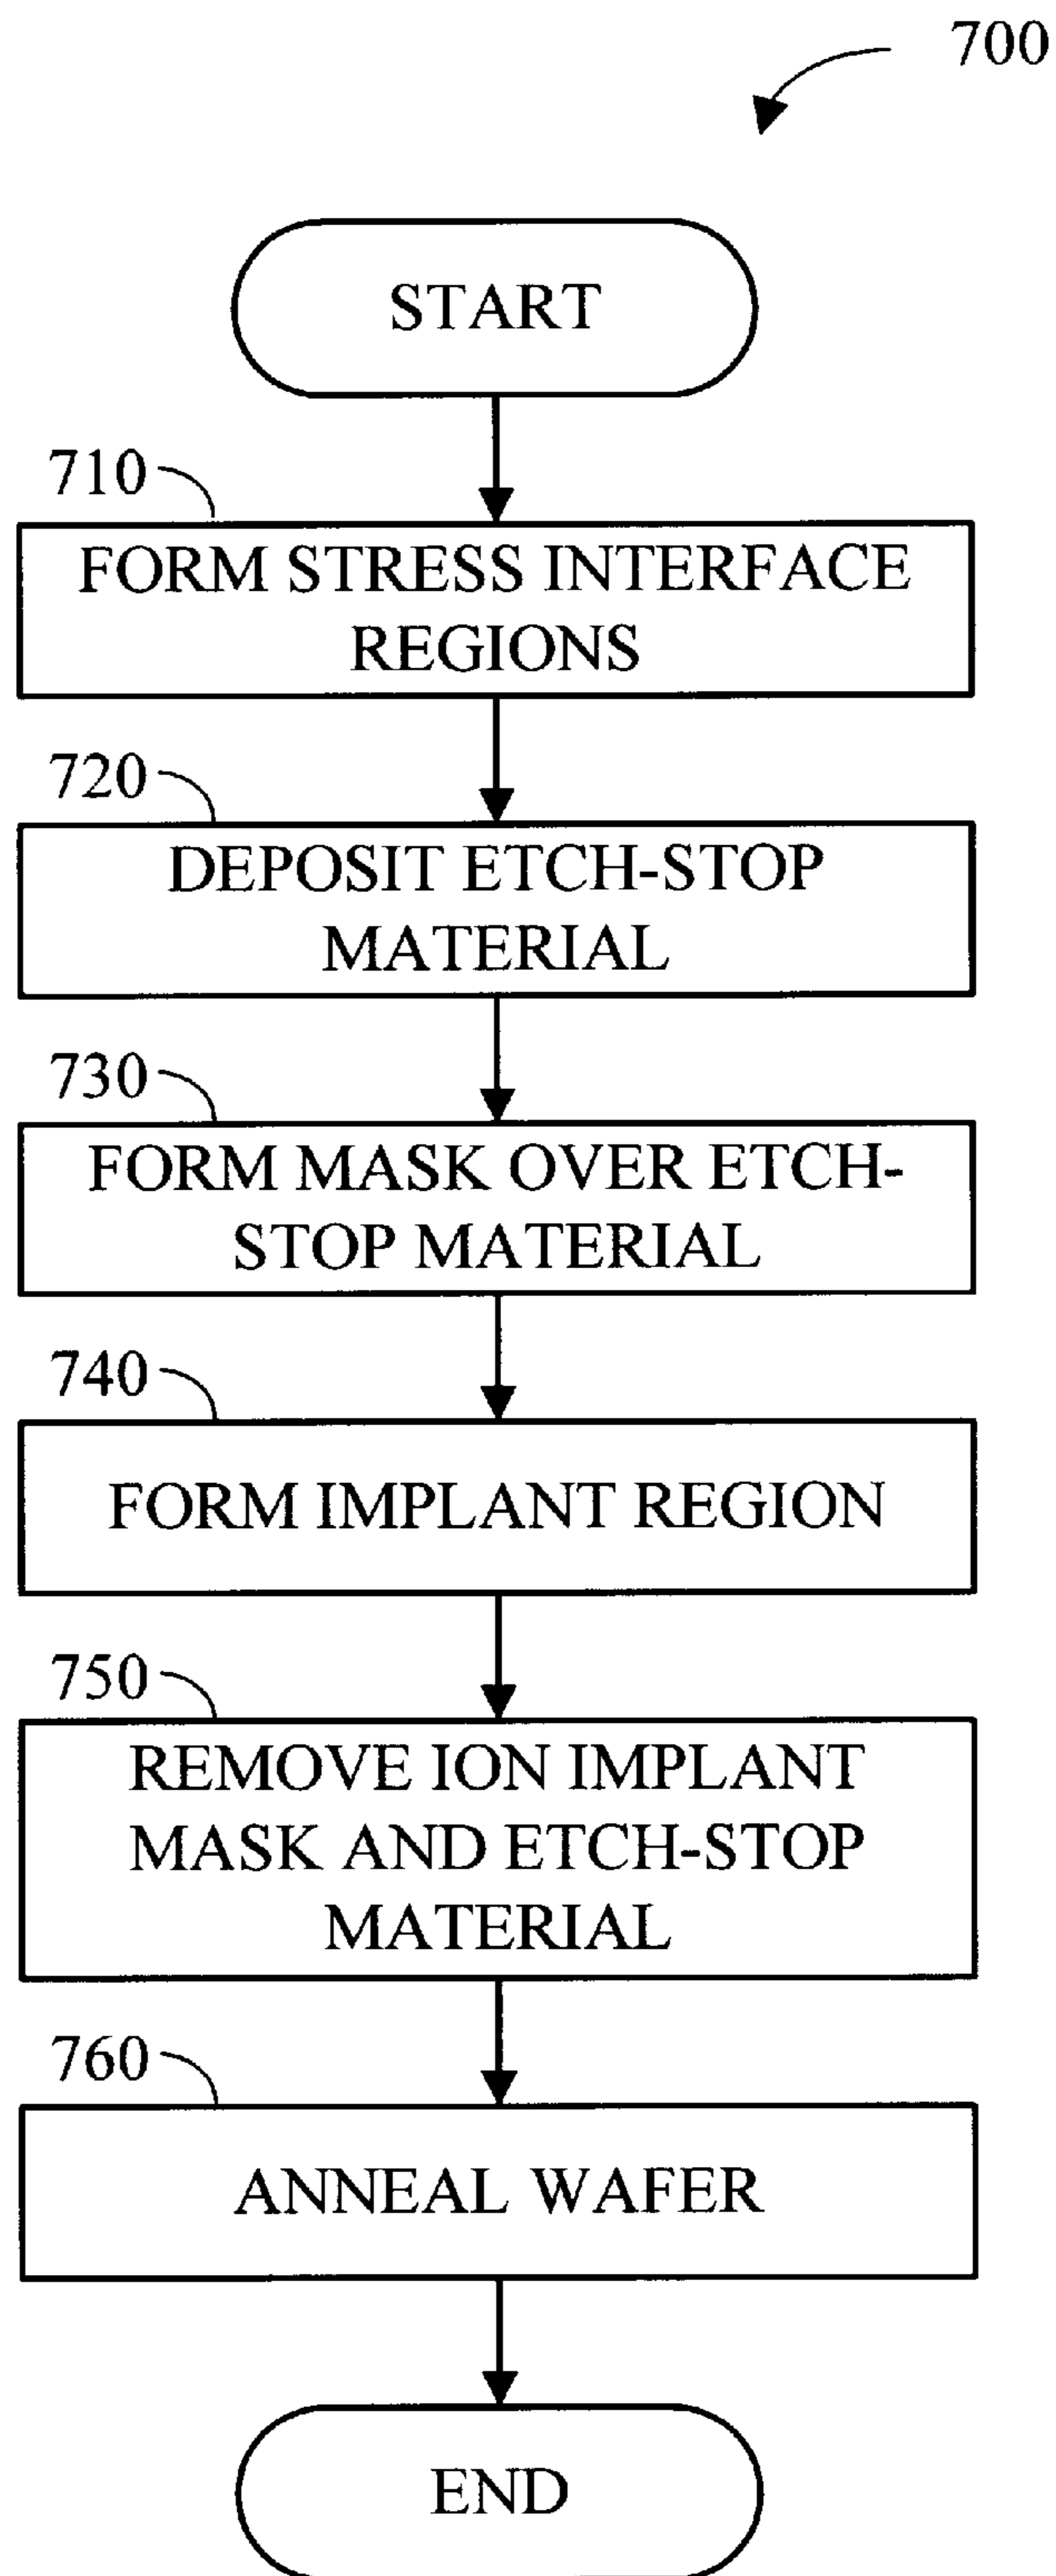 700
START
710
FORM STRESS INTERFACE
REGIONS
720
DEPOSIT ETCH-STOP
MATERIAL
730
FORM MASK OVER ETCH-
STOP MATERIAL
740
FORM IMPLANT REGION
750
REMOVE ION IMPLANT
MASK AND ETCH-STOP
MATERIAL
760
ANNEAL WAFER
END